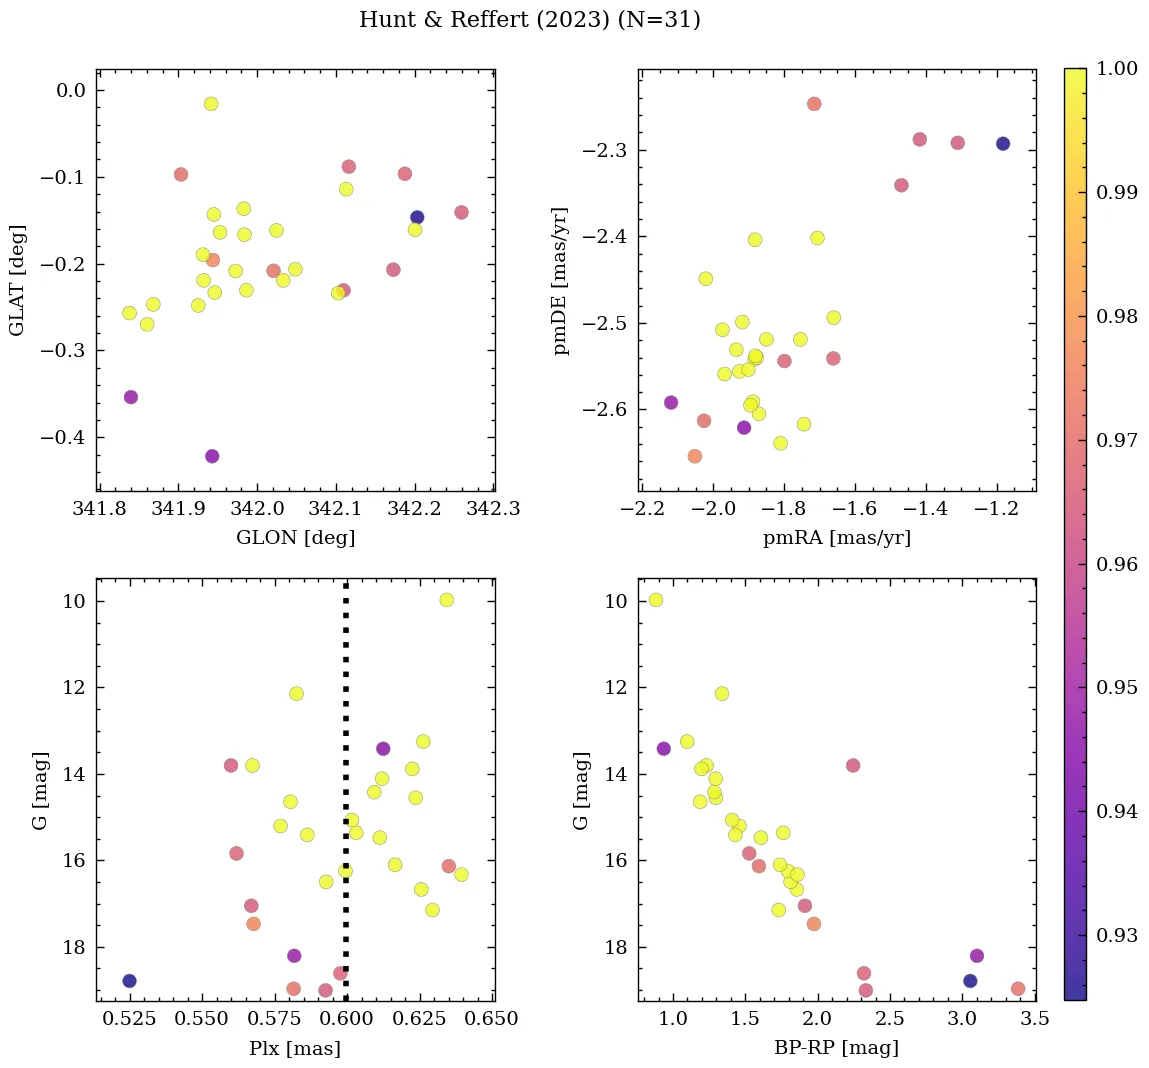 Hunt & Reffert (2023) (N=31)
0.0
−0.1
−0.2
−0.3
−0.4
GLAT [deg]
341.8 341.9 342.0 342.1 342.2 342.3
GLON [deg]
−2.3
−2.4
−2.5
−2.6
pmDE [mas/yr]
−2.2 −2.0 −1.8 −1.6 −1.4 −1.2
pmRA [mas/yr]
10
12
14
16
18
G [mag]
0.525 0.550 0.575 0.600 0.625 0.650
Plx [mas]
10
12
14
16
18
G [mag]
1.0 1.5 2.0 2.5 3.0 3.5
BP-RP [mag]
1.00
0.99
0.98
0.97
0.96
0.95
0.94
0.93